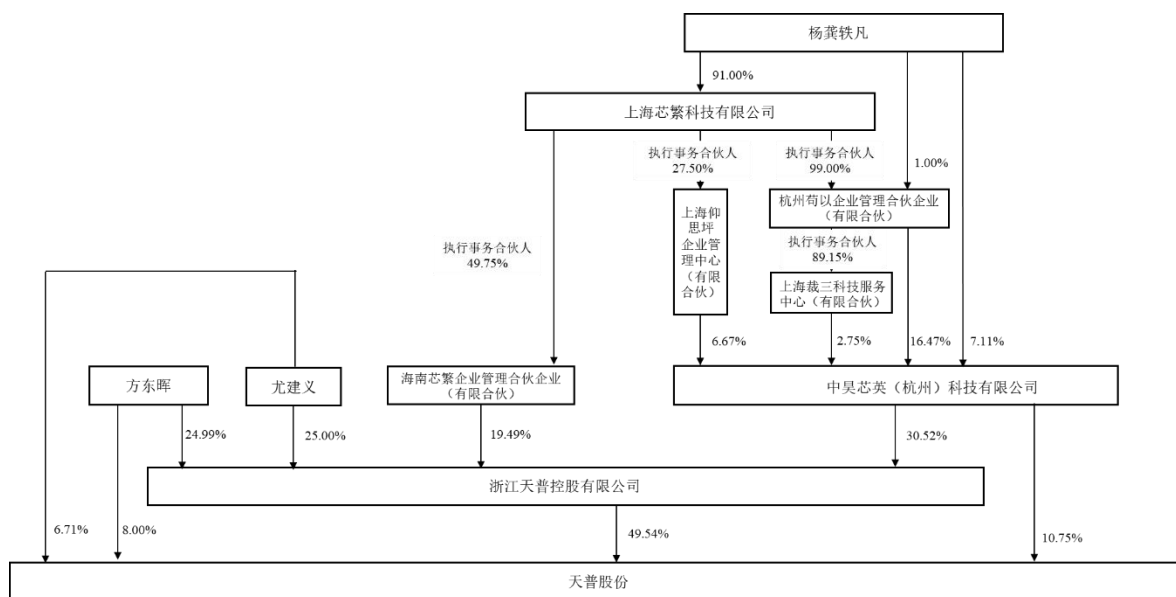 杨龚轶凡
91.00%
上海芯繁科技有限公司
执行事务合伙人
27.50%
执行事务合伙人
99.00%
1.00%
上海仰
思坪
企业管
理中心
（有限
合伙）
杭州苟以企业管理合伙企业
（有限合伙）
执行事务合伙人
49.75%
执行事务合伙人
89.15%
上海裁三科技服务
中心（有限合伙）
6.67%
2.75%
16.47%
7.11%
方东晖
尤建义
海南芯繁企业管理合伙企业
（有限合伙）
中昊芯英（杭州）科技有限公司
24.99%
25.00%
19.49%
30.52%
浙江天普控股有限公司
6.71%
8.00%
49.54%
10.75%
天普股份